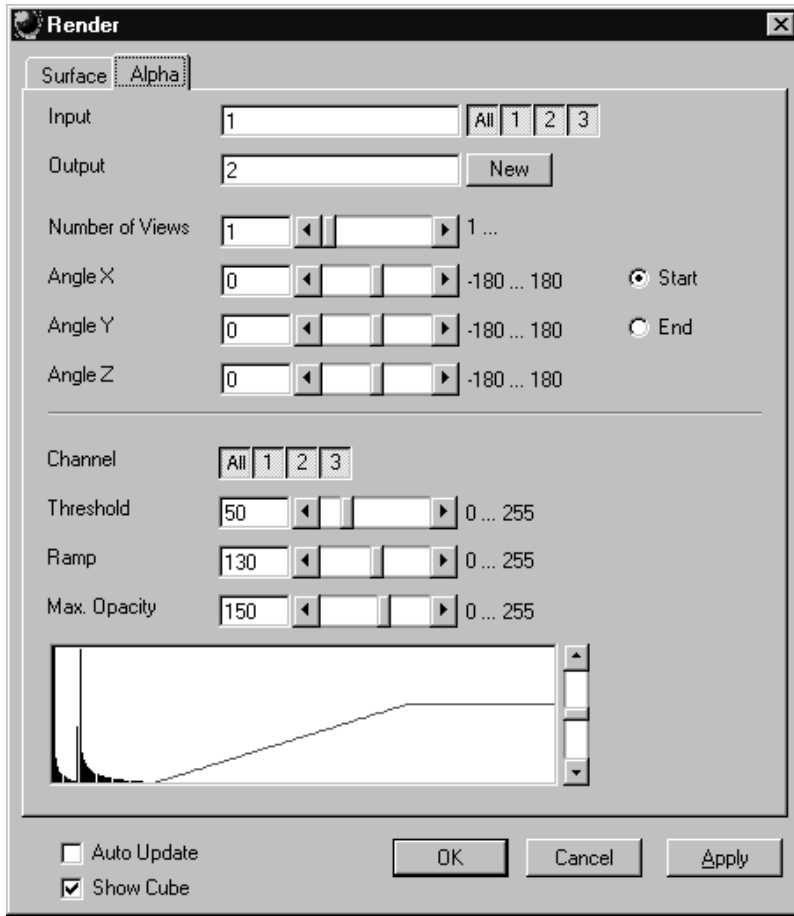 Render
Surface Alpha
Input 1 All 1 2 3
Output 2 New
Number of Views 1 1 ...
Angle X 0 -180 ... 180 Start
Angle Y 0 -180 ... 180 End
Angle Z 0 -180 ... 180
Channel All 1 2 3
Threshold 50 0 ... 255
Ramp 130 0 ... 255
Max. Opacity 150 0 ... 255
Auto Update OK Cancel Apply
Show Cube